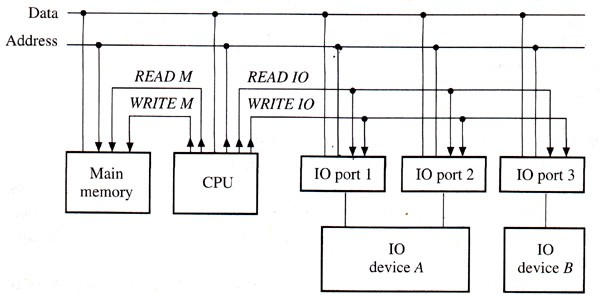 Data
Address
READ M
READ IO
WRITE M
WRITE IO
Main
memory
CPU
IO port 1
IO port 2
IO port 3
IO
device A
IO
device B